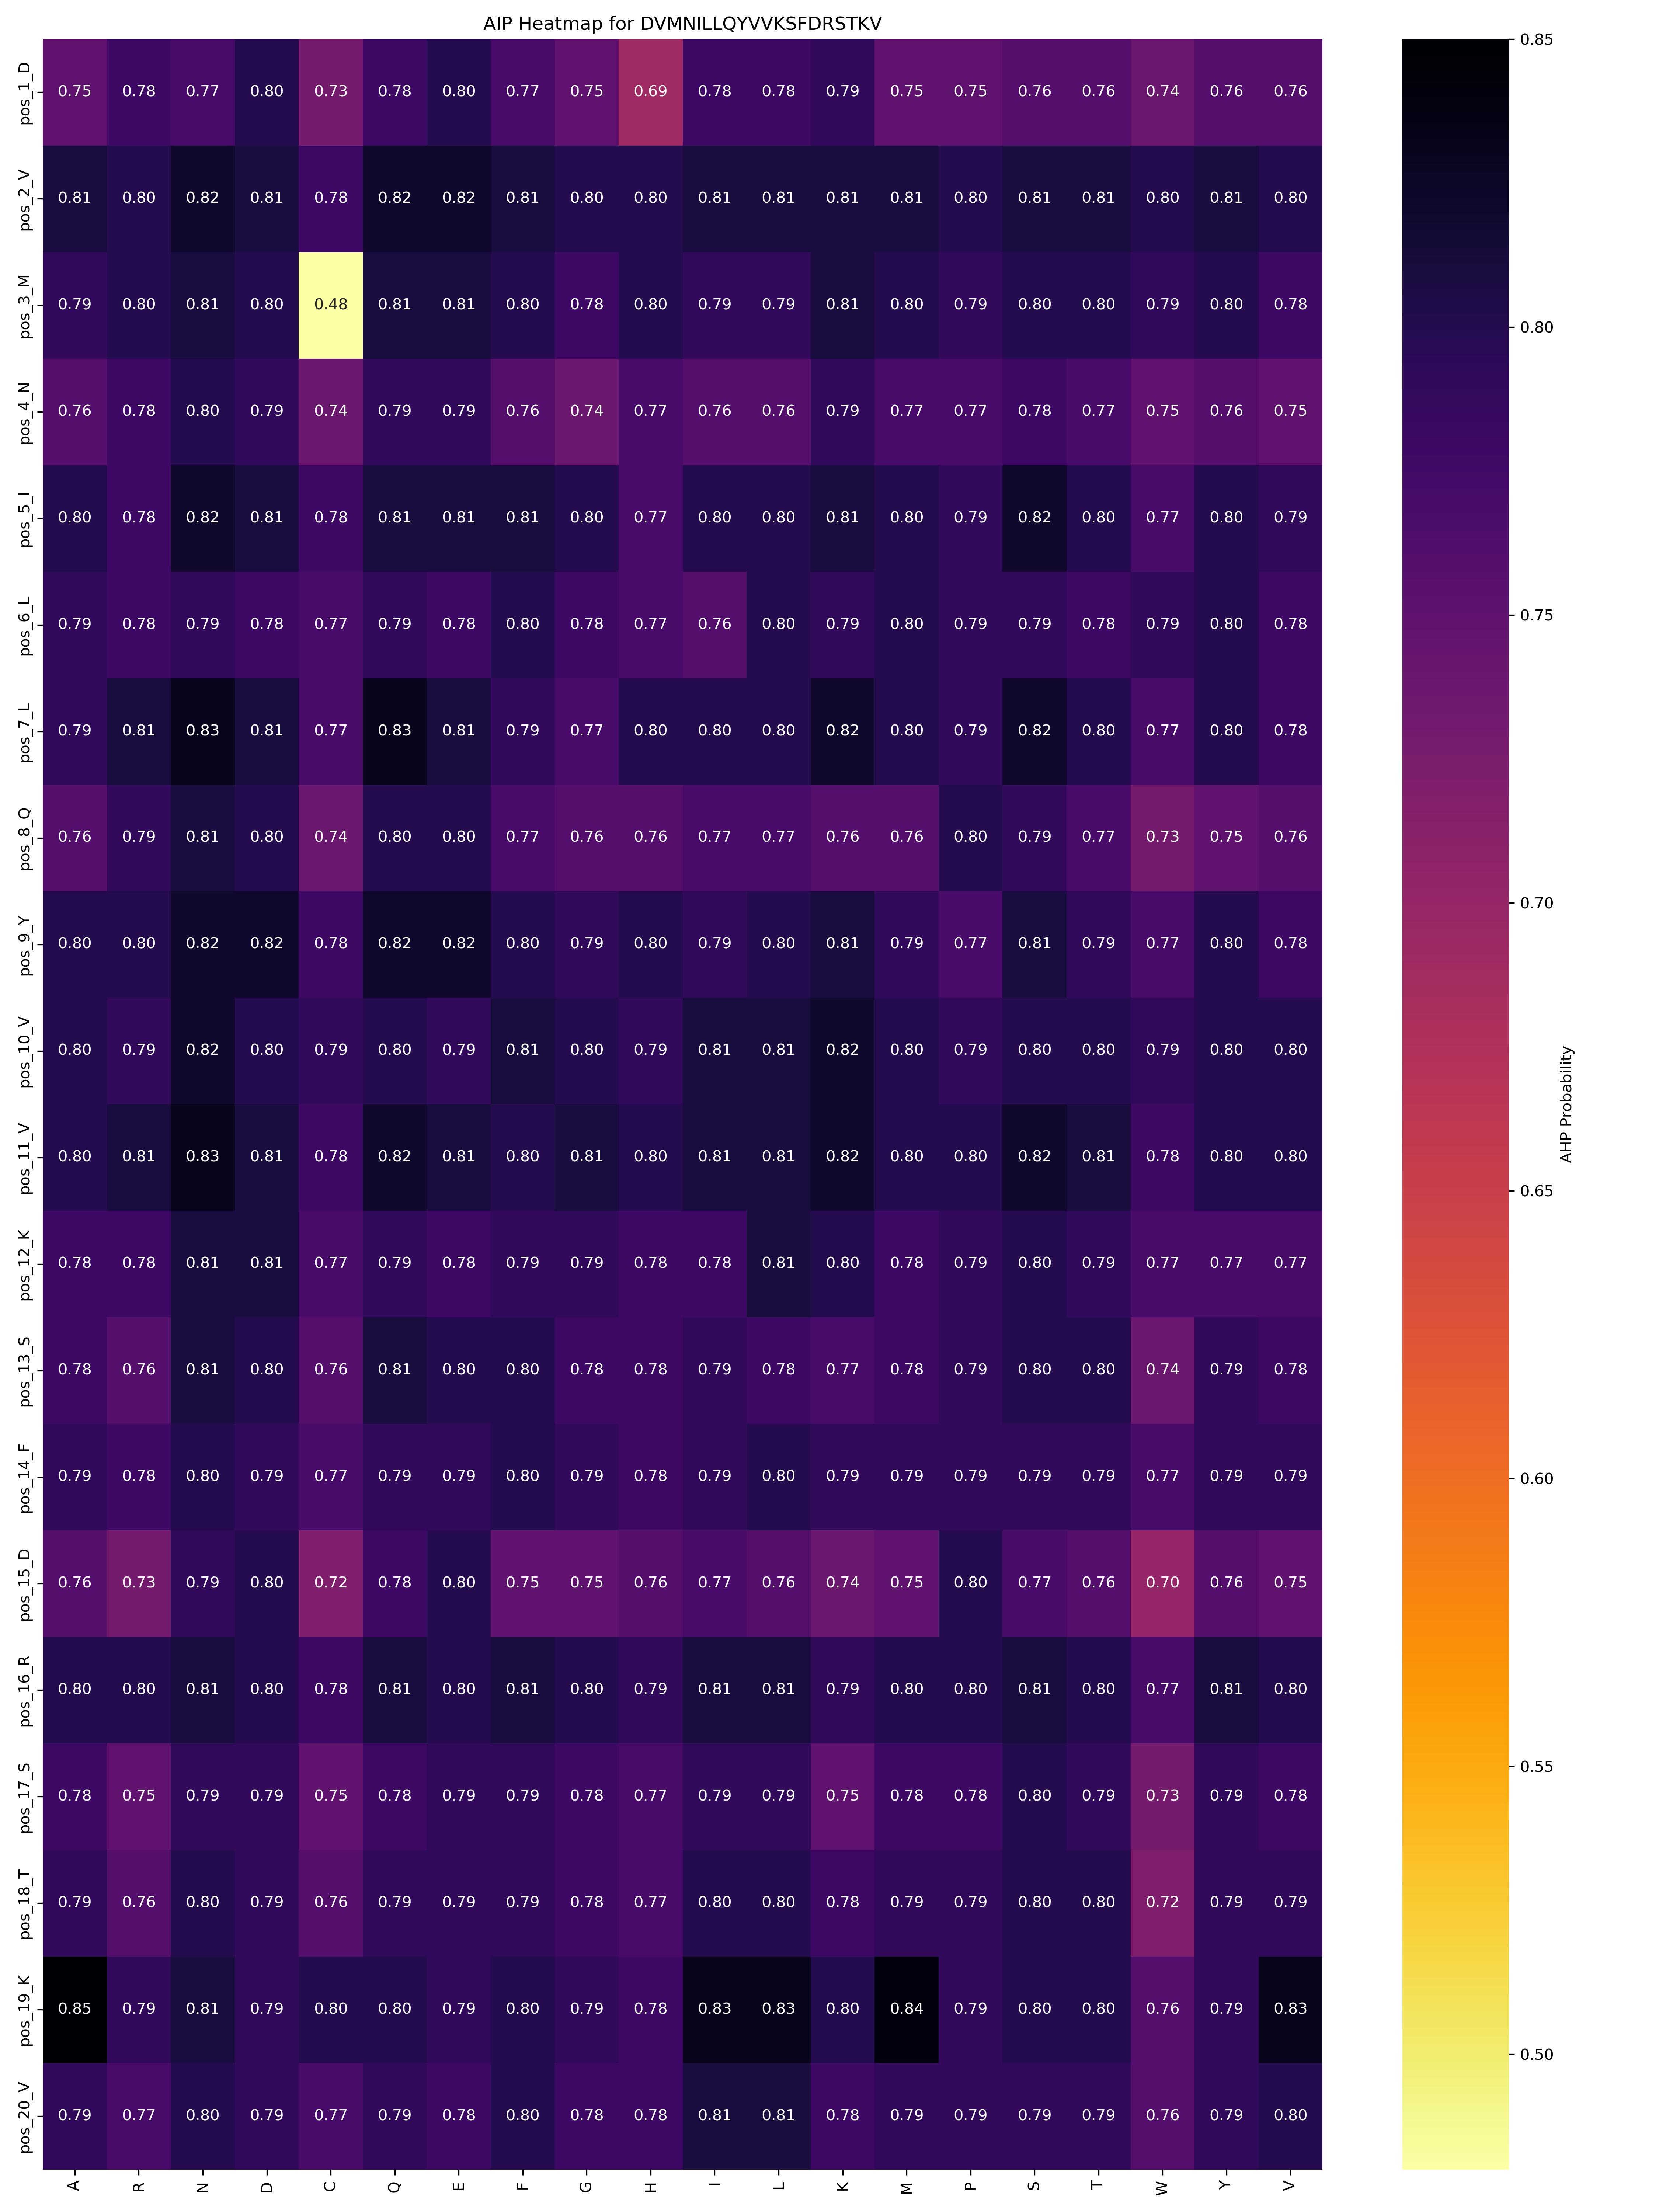 AIP Heatmap for DVMNILLQYVVKSFDRSTKV
pos_1_D 0.75 0.78 0.77 0.80 0.73 0.78 0.80 0.77 0.75 0.69 0.78 0.78 0.79 0.75 0.75 0.76 0.76 0.74 0.76 0.76
pos_2_V 0.81 0.80 0.82 0.81 0.78 0.82 0.82 0.81 0.80 0.80 0.81 0.81 0.81 0.81 0.80 0.81 0.81 0.80 0.81 0.80
pos_3_M 0.79 0.80 0.81 0.80 0.48 0.81 0.81 0.80 0.78 0.80 0.79 0.79 0.81 0.80 0.79 0.80 0.80 0.79 0.80 0.78
pos_4_N 0.76 0.78 0.80 0.79 0.74 0.79 0.79 0.76 0.74 0.77 0.76 0.76 0.79 0.77 0.77 0.78 0.77 0.75 0.76 0.75
pos_5_I 0.80 0.78 0.82 0.81 0.78 0.81 0.81 0.81 0.80 0.77 0.80 0.80 0.81 0.80 0.79 0.82 0.80 0.77 0.80 0.79
pos_6_L 0.79 0.78 0.79 0.78 0.77 0.79 0.78 0.80 0.78 0.77 0.76 0.80 0.79 0.80 0.79 0.79 0.78 0.79 0.80 0.78
pos_7_L 0.79 0.81 0.83 0.81 0.77 0.83 0.81 0.79 0.77 0.80 0.80 0.80 0.82 0.80 0.79 0.82 0.80 0.77 0.80 0.78
pos_8_Q 0.76 0.79 0.81 0.80 0.74 0.80 0.80 0.77 0.76 0.76 0.77 0.77 0.76 0.76 0.80 0.79 0.77 0.73 0.75 0.76
pos_9_Y 0.80 0.80 0.82 0.82 0.78 0.82 0.82 0.80 0.79 0.80 0.79 0.80 0.81 0.79 0.77 0.81 0.79 0.77 0.80 0.78
pos_10_V 0.80 0.79 0.82 0.80 0.79 0.80 0.79 0.81 0.80 0.79 0.81 0.81 0.82 0.80 0.79 0.80 0.80 0.79 0.80 0.80
pos_11_V 0.80 0.81 0.83 0.81 0.78 0.82 0.81 0.80 0.81 0.80 0.81 0.81 0.82 0.80 0.80 0.82 0.81 0.78 0.80 0.80
pos_12_K 0.78 0.78 0.81 0.81 0.77 0.79 0.78 0.79 0.79 0.78 0.78 0.81 0.80 0.78 0.79 0.80 0.79 0.77 0.77 0.77
pos_13_S 0.78 0.76 0.81 0.80 0.76 0.81 0.80 0.80 0.78 0.78 0.79 0.78 0.77 0.78 0.79 0.80 0.80 0.74 0.79 0.78
pos_14_F 0.79 0.78 0.80 0.79 0.77 0.79 0.79 0.80 0.79 0.78 0.79 0.80 0.79 0.79 0.79 0.79 0.79 0.77 0.79 0.79
pos_15_D 0.76 0.73 0.79 0.80 0.72 0.78 0.80 0.75 0.75 0.76 0.77 0.76 0.74 0.75 0.80 0.77 0.76 0.70 0.76 0.75
pos_16_R 0.80 0.80 0.81 0.80 0.78 0.81 0.80 0.81 0.80 0.79 0.81 0.81 0.79 0.80 0.80 0.81 0.80 0.77 0.81 0.80
pos_17_S 0.78 0.75 0.79 0.79 0.75 0.78 0.79 0.79 0.78 0.77 0.79 0.79 0.75 0.78 0.78 0.80 0.79 0.73 0.79 0.78
pos_18_T 0.79 0.76 0.80 0.79 0.76 0.79 0.79 0.79 0.78 0.77 0.80 0.80 0.78 0.79 0.79 0.80 0.80 0.72 0.79 0.79
pos_19_K 0.85 0.79 0.81 0.79 0.80 0.80 0.79 0.80 0.79 0.78 0.83 0.83 0.80 0.84 0.79 0.80 0.80 0.76 0.79 0.83
pos_20_V 0.79 0.77 0.80 0.79 0.77 0.79 0.78 0.80 0.78 0.78 0.81 0.81 0.78 0.79 0.79 0.79 0.79 0.76 0.79 0.80
A R N D C Q E F G H I L K M P S T W Y V
0.85
0.80
0.75
0.70
0.65
0.60
0.55
0.50
AHP Probability